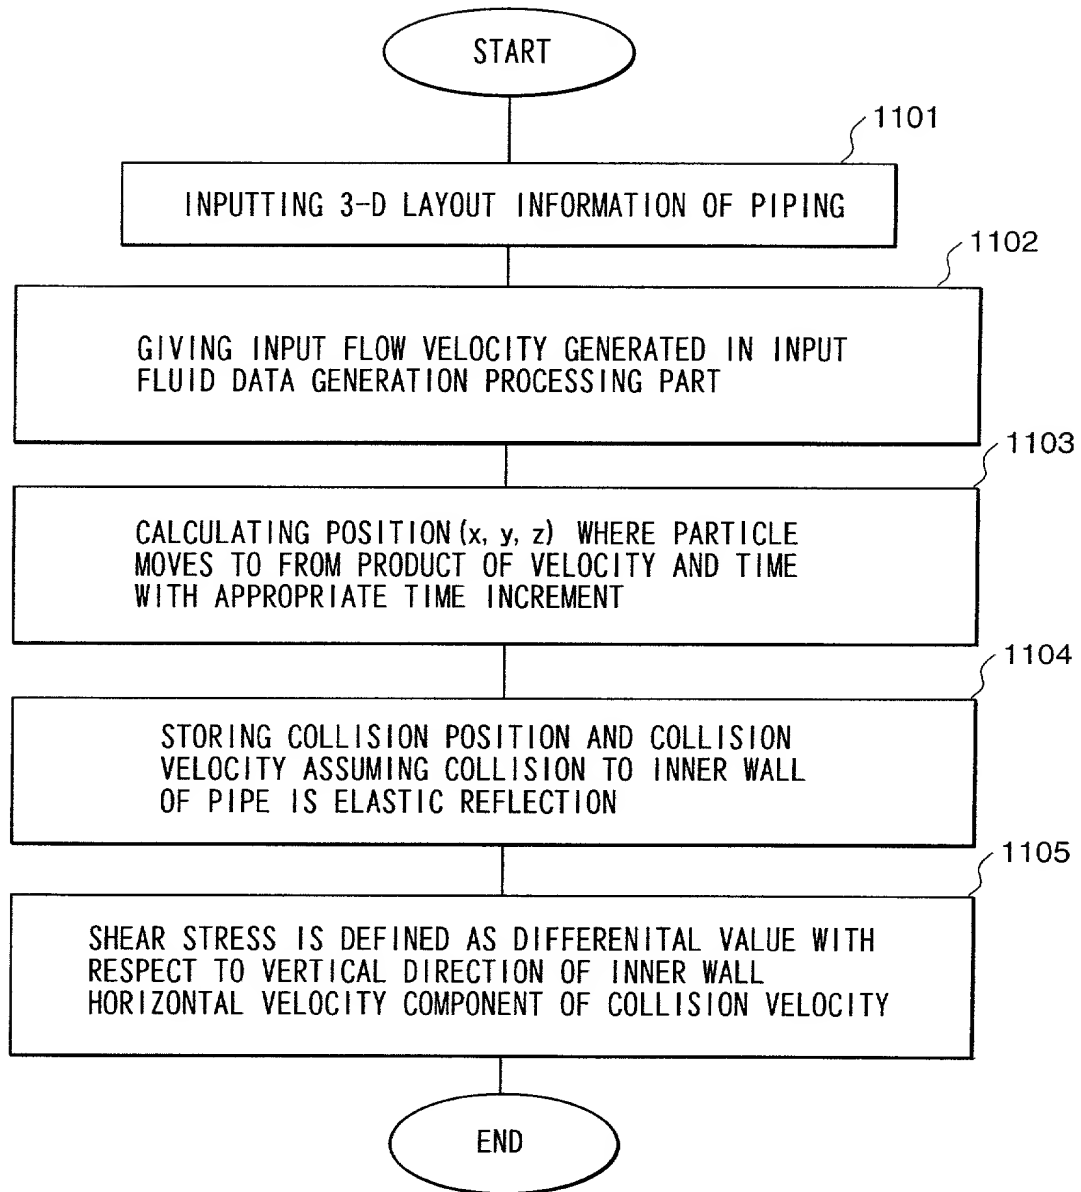 START
1101
INPUTTING 3-D LAYOUT INFORMATION OF PIPING
1102
GIVING INPUT FLOW VELOCITY GENERATED IN INPUT
FLUID DATA GENERATION PROCESSING PART
1103
CALCULATING POSITION(x, y, z) WHERE PARTICLE
MOVES TO FROM PRODUCT OF VELOCITY AND TIME
WITH APPROPRIATE TIME INCREMENT
1104
STORING COLLISION POSITION AND COLLISION
VELOCITY ASSUMING COLLISION TO INNER WALL
OF PIPE IS ELASTIC REFLECTION
1105
SHEAR STRESS IS DEFINED AS DIFFERENITAL VALUE WITH
RESPECT TO VERTICAL DIRECTION OF INNER WALL
HORIZONTAL VELOCITY COMPONENT OF COLLISION VELOCITY
END